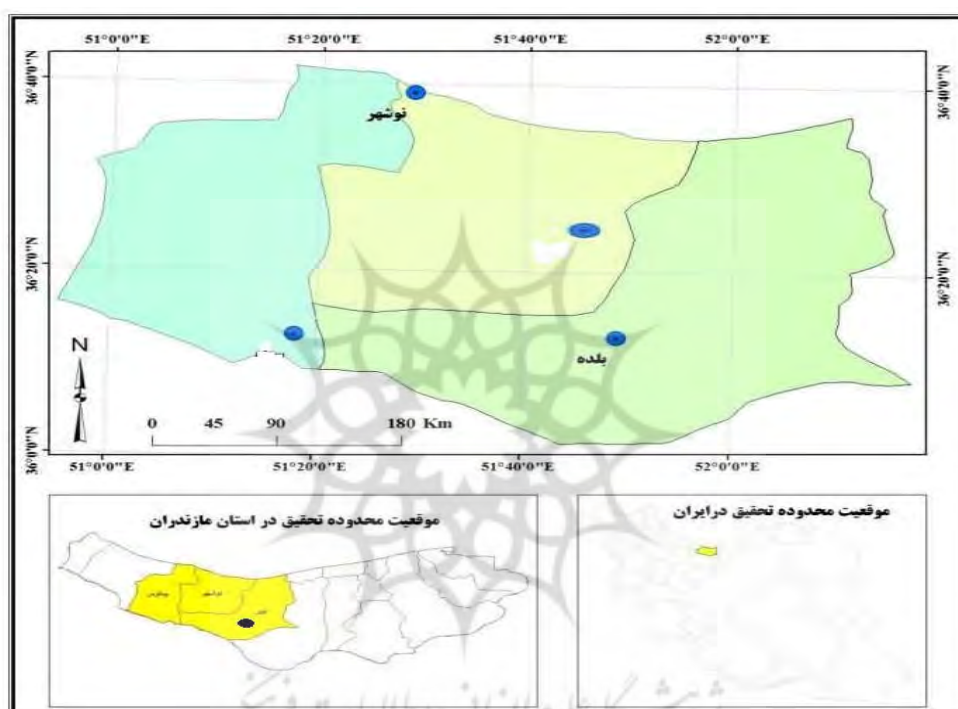 51°0'0"E 51°20'0"E 51°40'0"E 52°0'0"E
36°40'0"N 36°40'0"N
نوشهر
36°20'0"N 36°20'0"N
بلده
N
0 45 90 180 Km
36°0'0"N
51°0'0"E 51°20'0"E 51°40'0"E 52°0'0"E
موقعیت محدوده تحقیق درایران
موقعیت محدوده تحقیق در استان مازندران
نوشهر